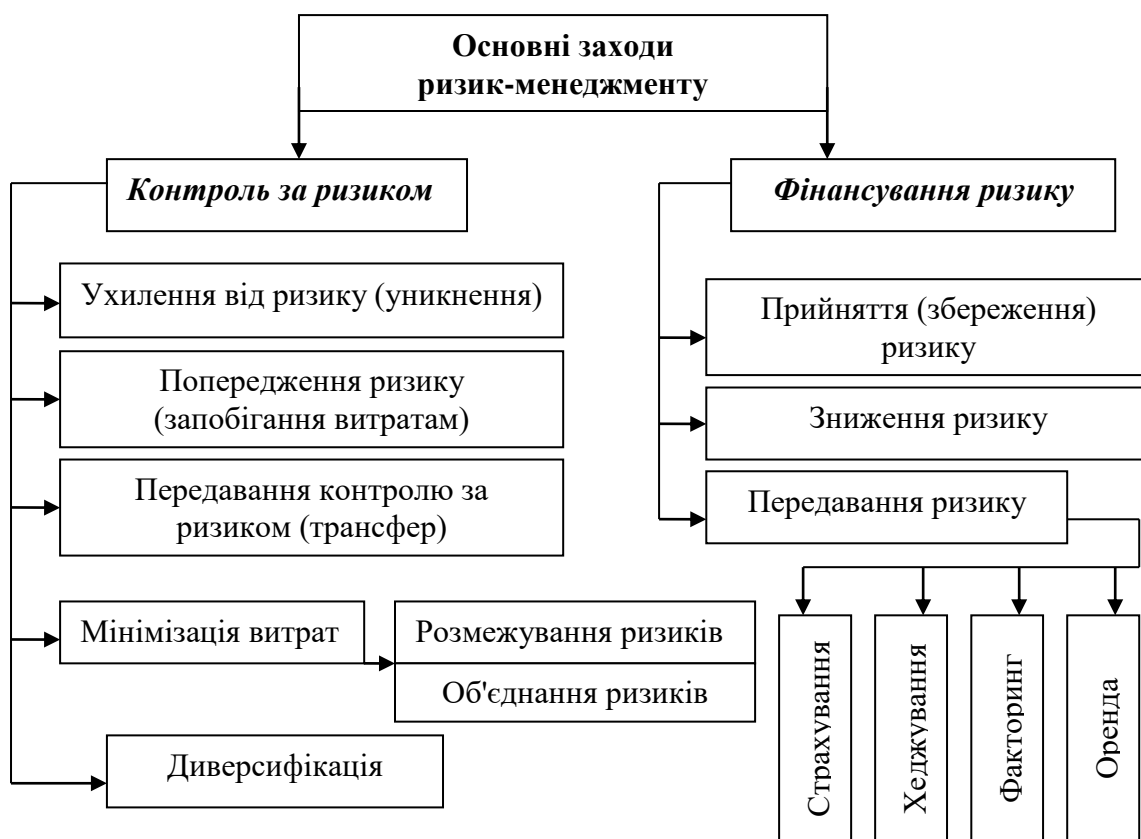 Основні заходи
ризик-менеджменту
Контроль за ризиком
Ухилення від ризику (уникнення)
Попередження ризику
(запобігання витратам)
Передавання контролю за
ризиком (трансфер)
Мінімізація витрат
Розмежування ризиків
Об'єднання ризиків
Диверсифікація
Фінансування ризику
Прийняття (збереження)
ризику
Зниження ризику
Передавання ризику
Страхування
Хеджування
Факторинг
Оренда